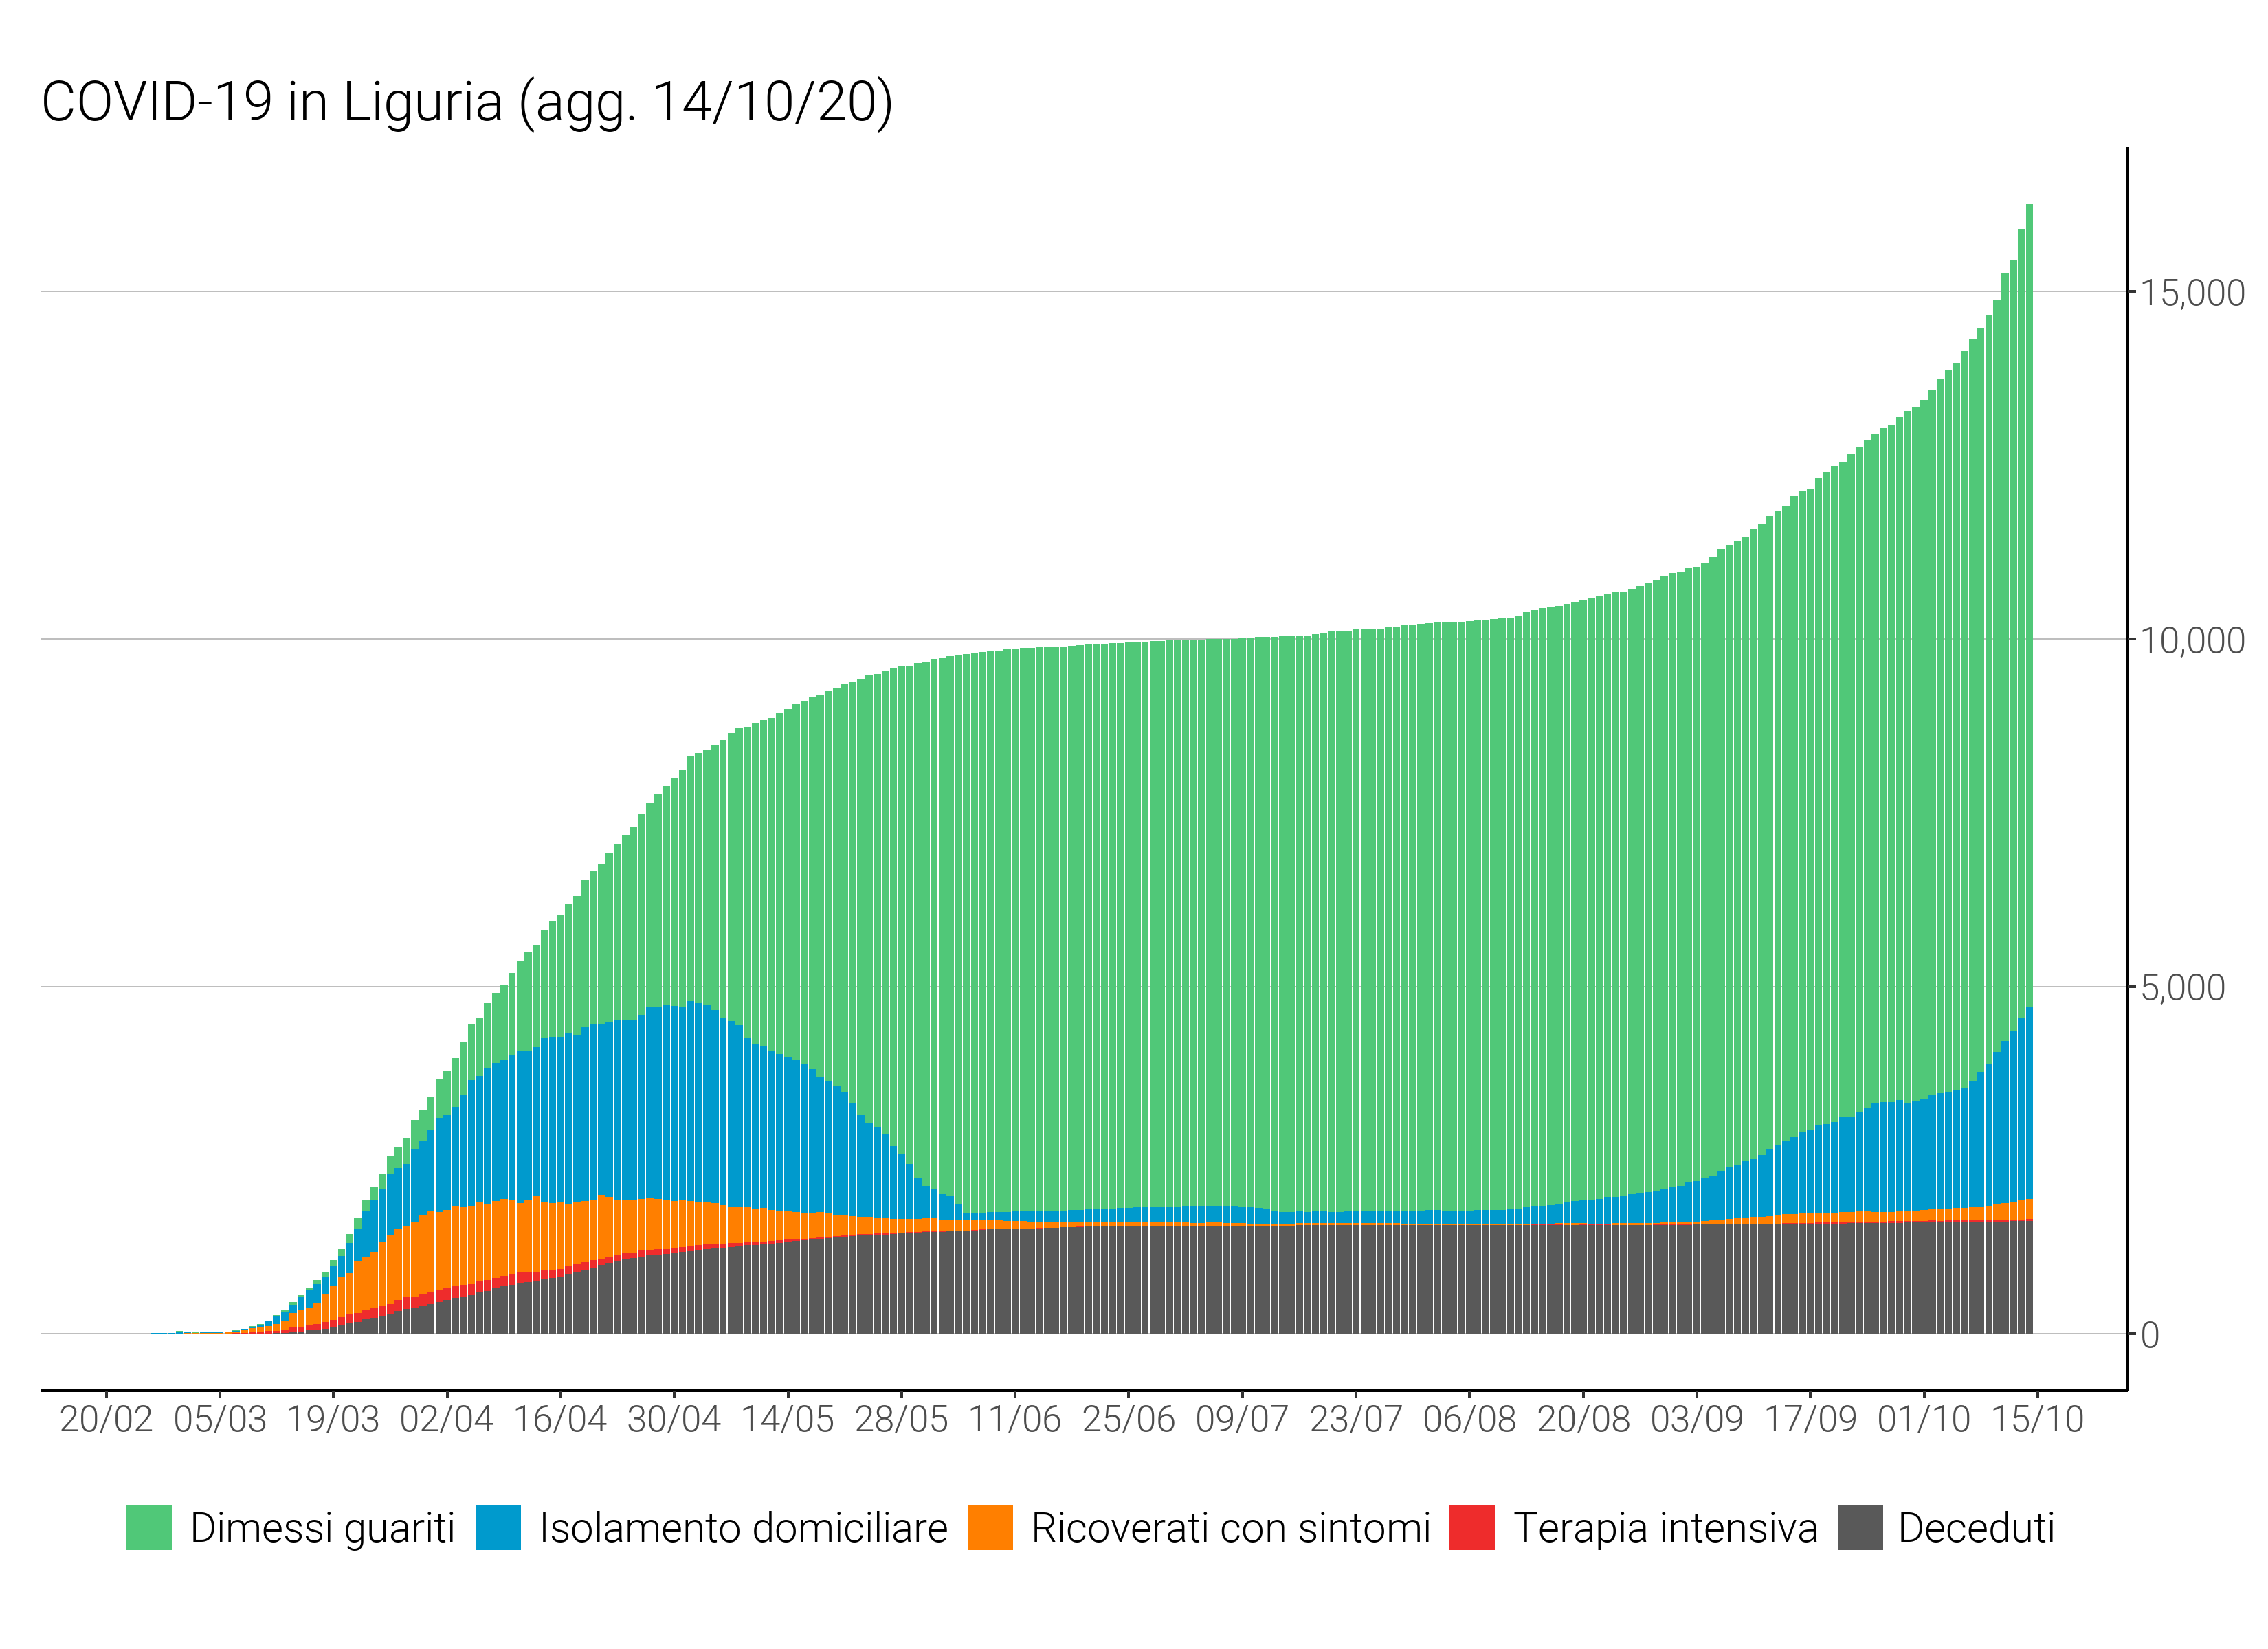 COVID-19 in Liguria (agg. 14/10/20)
15,000
10,000
5,000
0
20/02 05/03 19/03 02/04 16/04 30/04 14/05 28/05 11/06 25/06 09/07 23/07 06/08 20/08 03/09 17/09 01/10 15/10
Dimessi guariti Isolamento domiciliare Ricoverati con sintomi Terapia intensiva Deceduti